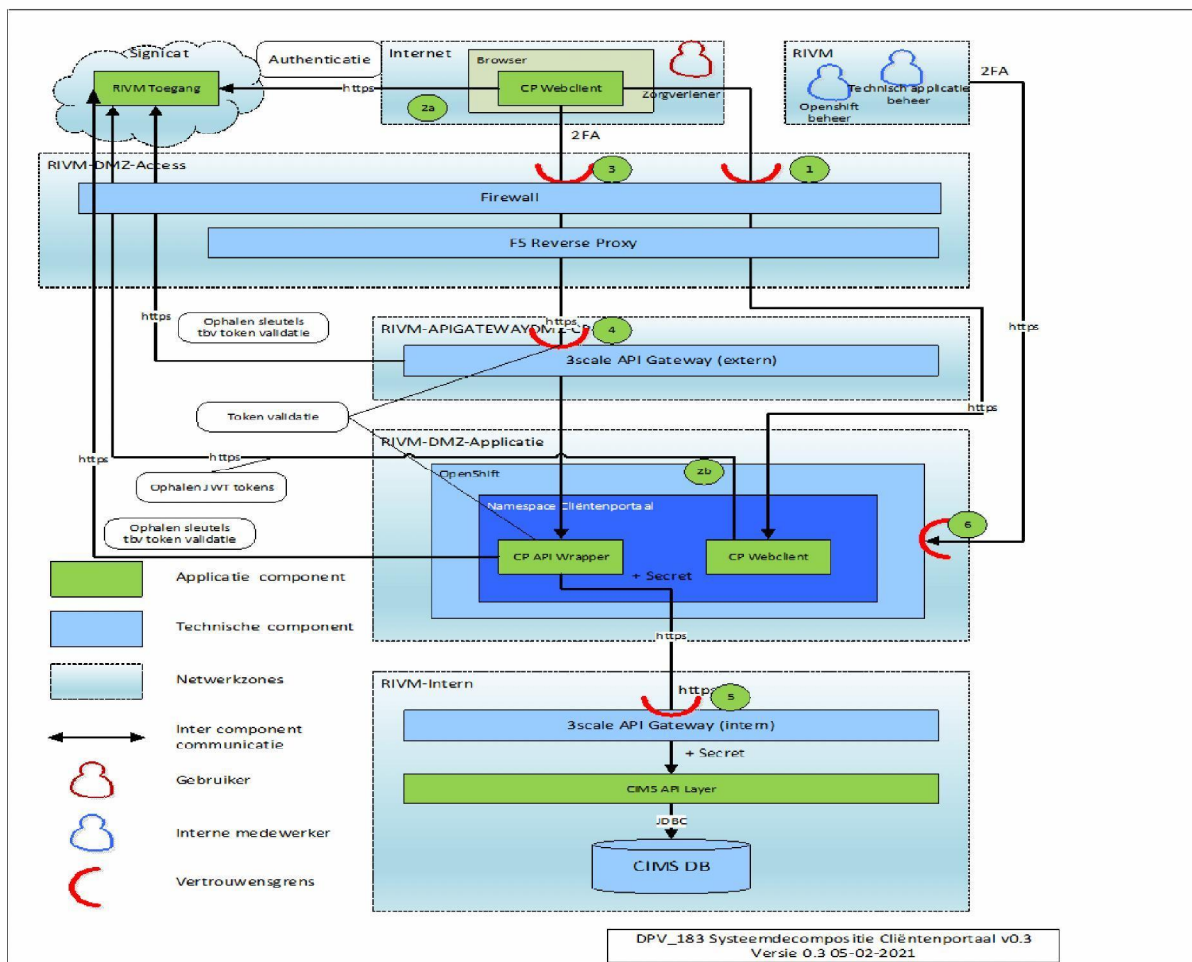 Signicat
RIVM Toegang
Authenticatie
https
Internet
Browser
CP Webclient
Zorgverlener
2a
2FA
RIVM
Openshift
beheer
Technisch applicatie
beheer
2FA
RIVM-DMZ-Access
3
1
Firewall
F5 Reverse Proxy
https
Ophalen sleutels
tbv token validatie
RIVM-APIGATEWAYDMZ-CP
https
4
3scale API Gateway (extern)
https
https
Token validatie
RIVM-DMZ-Applicatie
https
https
Ophalen JWT tokens
OpenShift
2b
Namespace Cliëntenportaal
6
Ophalen sleutels
tbv token validatie
CP API Wrapper
CP Webclient
+ Secret
https
Applicatie component
Technische component
Netwerkzones
Inter component
communicatie
Gebruiker
Interne medewerker
Vertrouwensgrens
RIVM-Intern
https
5
3scale API Gateway (intern)
+ Secret
CIMS API Layer
JDBC
CIMS DB
DPV_183 Systeemdecompositie Cliëntenportaal v0.3
Versie 0.3 05-02-2021